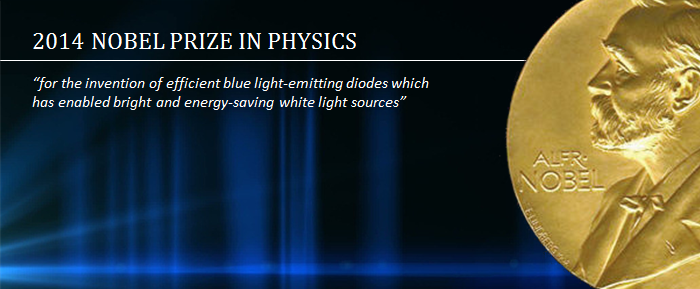 2014 NOBEL PRIZE IN PHYSICS
“for the invention of efficient blue light-emitting diodes which
has enabled bright and energy-saving white light sources”
ALFR·
NOBEL